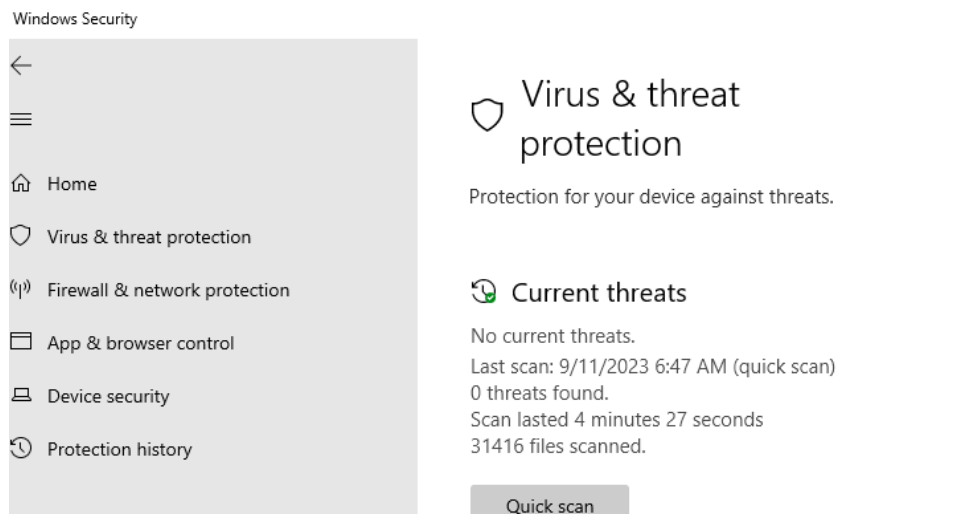 Windows Security
Home
Virus & threat protection
Firewall & network protection
App & browser control
Device security
Protection history
Virus & threat
protection
Protection for your device against threats.
Current threats
No current threats.
Last scan: 9/11/2023 6:47 AM (quick scan)
0 threats found.
Scan lasted 4 minutes 27 seconds
31416 files scanned.
Quick scan